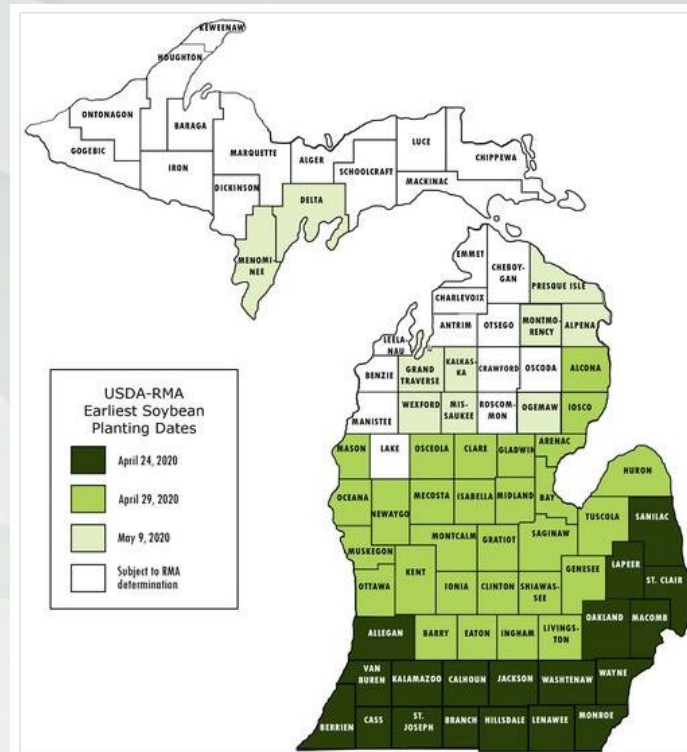 KEWEENAW
HOUGHTON
ONTONAGON
BARAGA
GOGEBIC
MARQUETTE
LUCE
ALGER
CHIPPEWA
IRON
SCHOOLCRAFT
MACKINAC
DICKINSON
DELTA
MENOMI-
NEE
EMMET
CHEBOY-
GAN
PRESQUE ISLE
CHARLEVOIX
ANTRIM
OTSEGO
MONTMO-
RENCY
ALPENA
LEELA-
NAU
BENZIE
GRAND
TRAVERSE
KALKAS-
KA
CRAWFORD
OSCODA
ALCONA
MANISTEE
WEXFORD
MIS-
SAUKEE
ROSCOM-
MON
OGEMAW
IOSCO
USDA-RMA
Earliest Soybean
Planting Dates
April 24, 2020
April 29, 2020
May 9, 2020
Subject to RMA
determination
MASON
LAKE
OSCEOLA
CLARE
GLADWIN
ARENAC
HURON
OCEANA
NEWAYGO
MECOSTA
ISABELLA
MIDLAND
BAY
TUSCOLA
SANILAC
MUSKEGON
MONTCALM
GRATIOT
SAGINAW
LAPEER
ST. CLAIR
OTTAWA
KENT
IONIA
CLINTON
SHIAWAS-
SEE
GENESEE
OAKLAND
MACOMB
ALLEGAN
BARRY
EATON
INGHAM
LIVINGS-
TON
VAN
BUREN
KALAMAZOO
CALHOUN
JACKSON
WASHTENAW
WAYNE
BERRIEN
CASS
ST.
JOSEPH
BRANCH
HILLSDALE
LENAWEE
MONROE